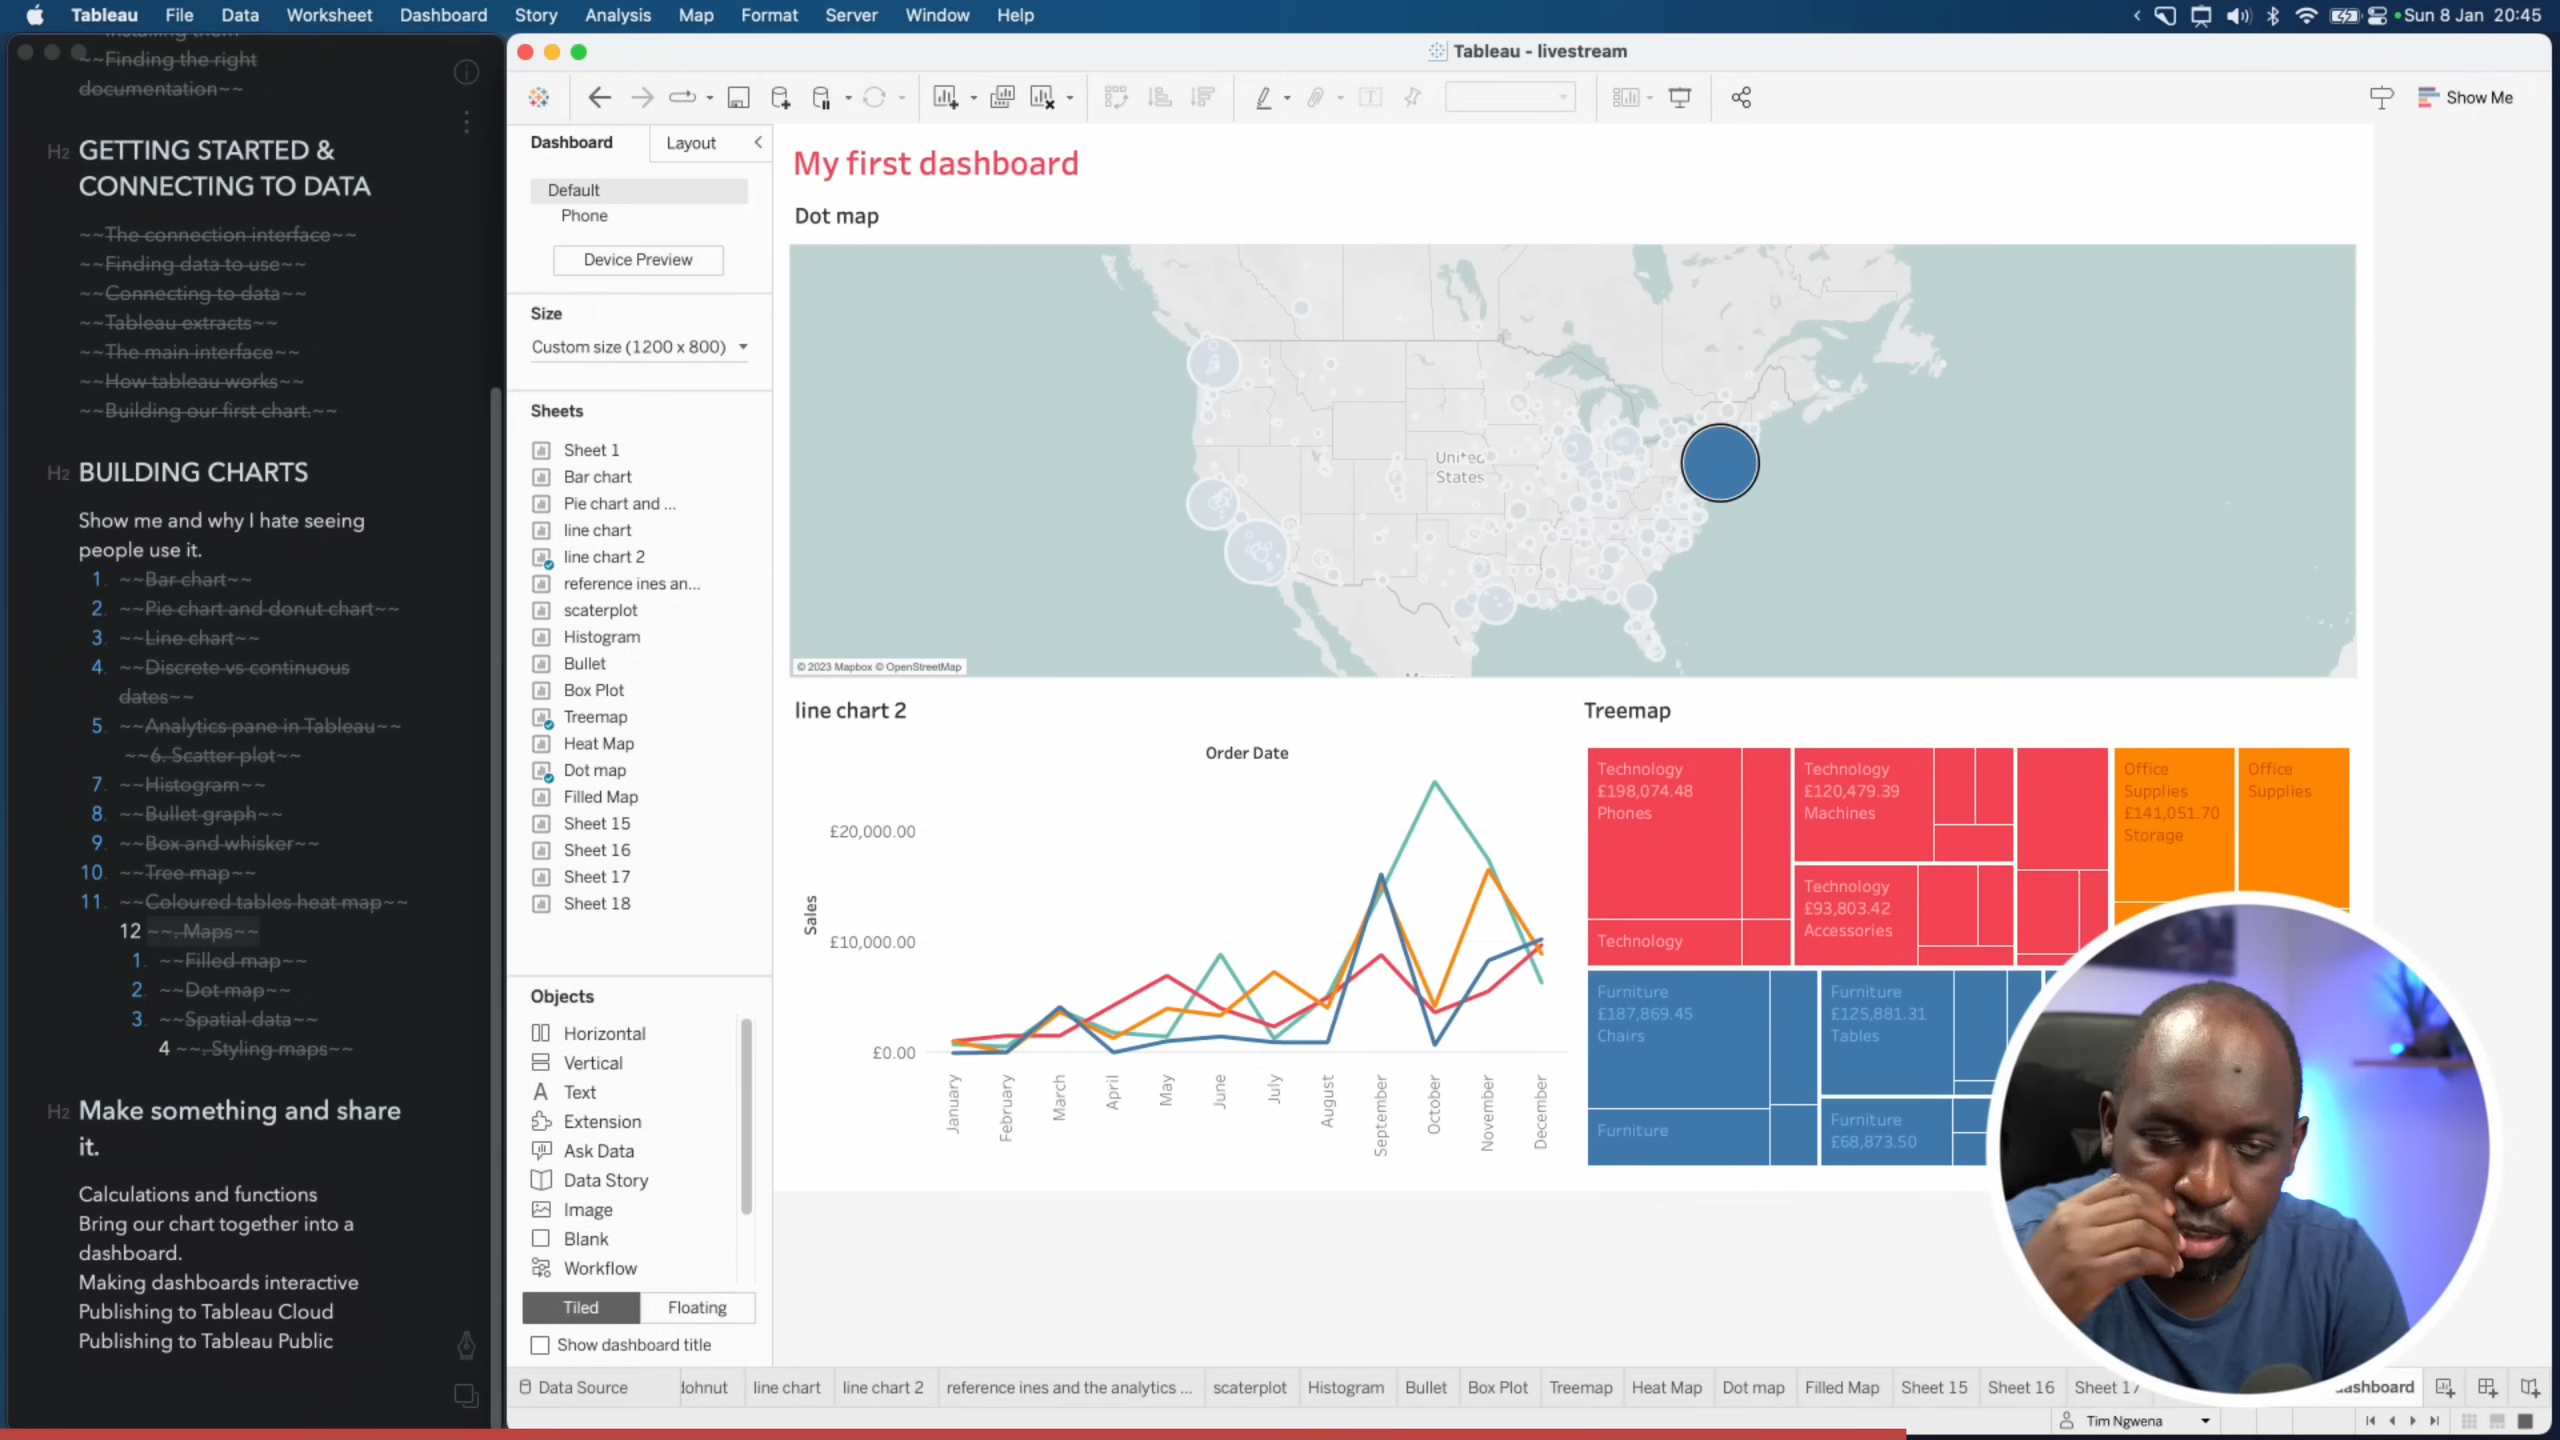 Tableau File Data Worksheet Dashboard Story Analysis Map Format Server Window Help
Sun 8 Jan 20:45
~~Finding the right
documentation~~
H2 GETTING STARTED &
CONNECTING TO DATA
~~The connection interface~~
~~Finding data to use~~
~~Connecting to data~~
~~Tableau extracts~~
~~The main interface~~
~~How tableau works~~
~~Building our first chart.~~
H2 BUILDING CHARTS
Show me and why I hate seeing
people use it.
1. ~~Bar chart~~
2. ~~Pie chart and donut chart~~
3. ~~Line chart~~
4. ~~Discrete vs continuous
dates~~
5. ~~Analytics pane in Tableau~~
~~6. Scatter plot~~
7. ~~Histogram~~
8. ~~Bullet graph~~
9. ~~Box and whisker~~
10. ~~Tree map~~
11. ~~Coloured tables heat map~~
12 ~~. Maps~~
1. ~~Filled map~~
2. ~~Dot map~~
3. ~~Spatial data~~
4 ~~. Styling maps~~
H2 Make something and share
it.
Calculations and functions
Bring our chart together into a
dashboard.
Making dashboards interactive
Publishing to Tableau Cloud
Publishing to Tableau Public
Tableau - livestream
Show Me
Dashboard Layout
Default
Phone
Device Preview
Size
Custom size (1200 x 800)
Sheets
Sheet 1
Bar chart
Pie chart and ...
line chart
line chart 2
reference ines an...
scaterplot
Histogram
Bullet
Box Plot
Treemap
Heat Map
Dot map
Filled Map
Sheet 15
Sheet 16
Sheet 17
Sheet 18
Objects
Horizontal
Vertical
Text
Extension
Ask Data
Data Story
Image
Blank
Workflow
Tiled Floating
Show dashboard title
My first dashboard
Dot map
United
States
© 2023 Mapbox © OpenStreetMap
line chart 2
Order Date
Sales
£20,000.00
£10,000.00
£0.00
January
February
March
April
May
June
July
August
September
October
November
December
Treemap
Technology
£198,074.48
Phones
Technology
£120,479.39
Machines
Office
Supplies
£141,051.70
Storage
Office
Supplies
Technology
£93,803.42
Accessories
Technology
Furniture
£187,869.45
Chairs
Furniture
£125,881.31
Tables
Furniture
Furniture
£68,873.50
Data Source dohnut line chart line chart 2 reference ines and the analytics ... scaterplot Histogram Bullet Box Plot Treemap Heat Map Dot map Filled Map Sheet 15 Sheet 16 Sheet 17 dashboard
Tim Ngwena